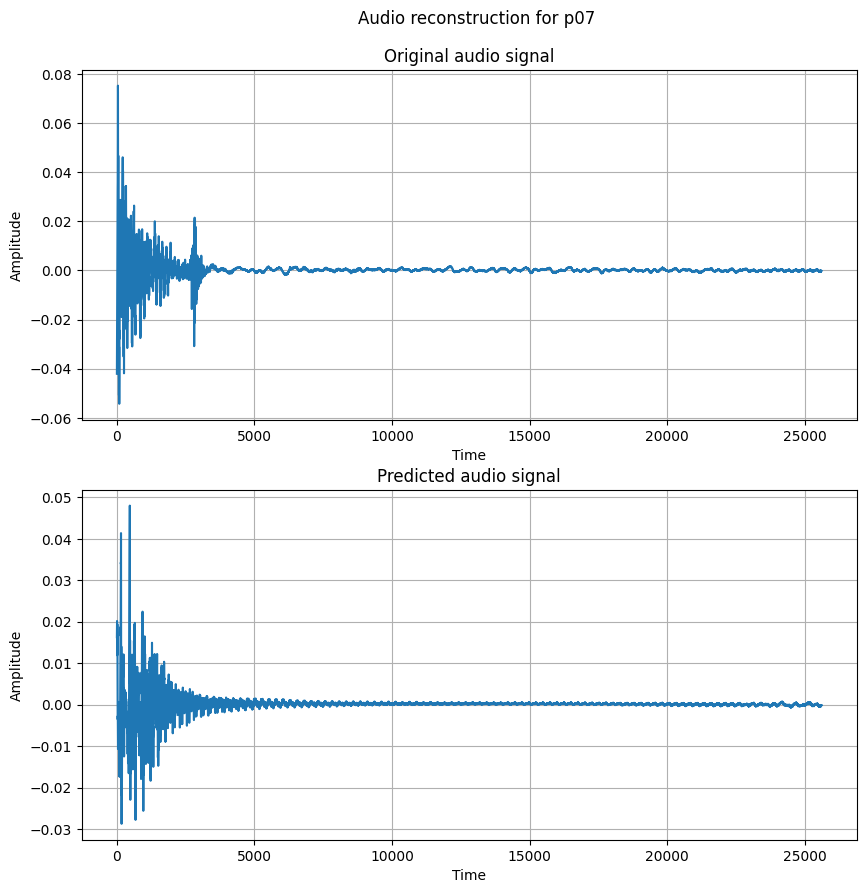 Audio reconstruction for p07
Original audio signal
0.08
0.06
0.04
0.02
0.00
−0.02
−0.04
−0.06
Amplitude
0 5000 10000 15000 20000 25000
Time
Predicted audio signal
0.05
0.04
0.03
0.02
0.01
0.00
−0.01
−0.02
−0.03
Amplitude
0 5000 10000 15000 20000 25000
Time